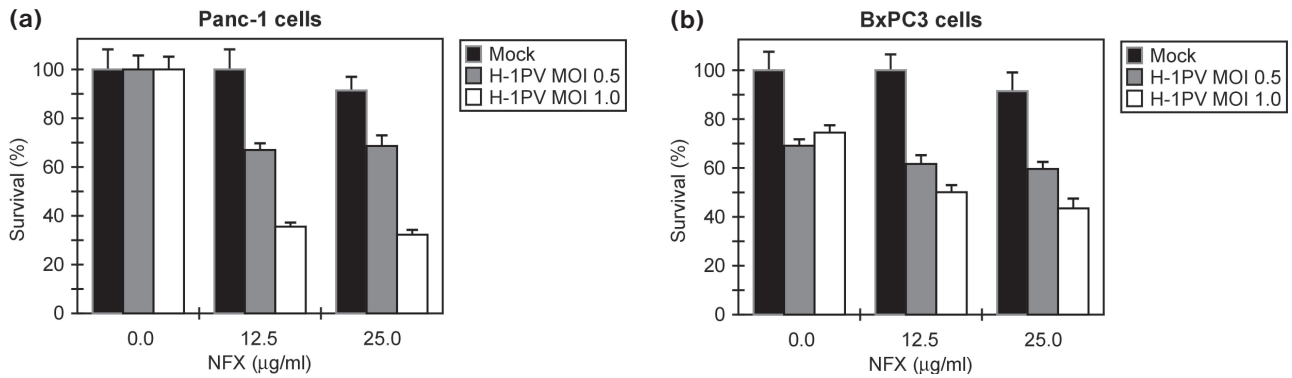 (a)
Panc-1 cells
Survival (%)
100
80
60
40
20
0
0.0 12.5 25.0
NFX (μg/ml)
Mock
H-1PV MOI 0.5
H-1PV MOI 1.0
(b)
BxPC3 cells
Survival (%)
100
80
60
40
20
0
0.0 12.5 25.0
NFX (μg/ml)
Mock
H-1PV MOI 0.5
H-1PV MOI 1.0